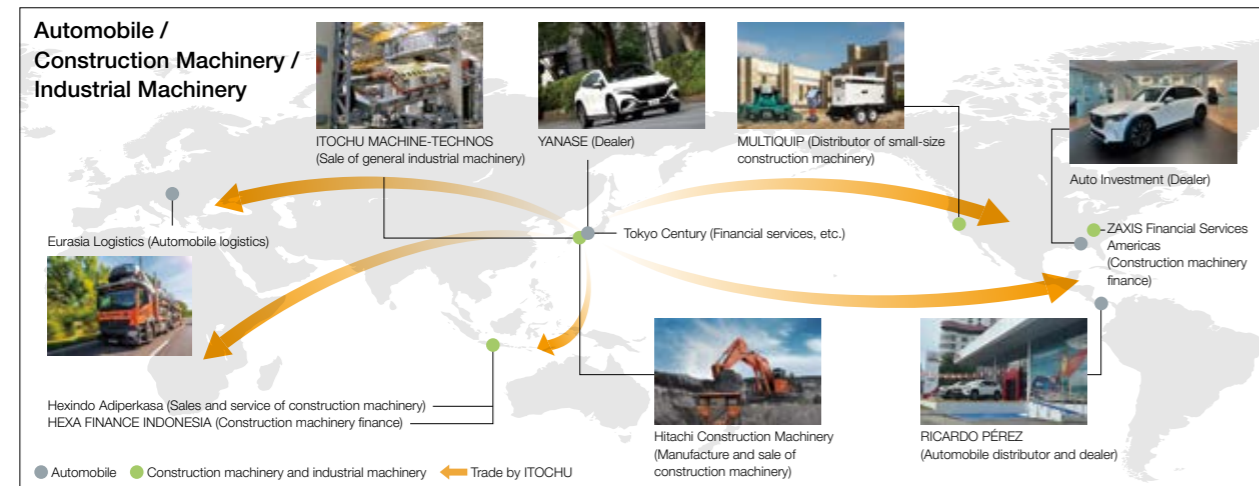 Automobile /
Construction Machinery /
Industrial Machinery
ITOCHU MACHINE-TECHNOS
(Sale of general industrial machinery)
YANASE (Dealer)
MULTIQUIP (Distributor of small-size
construction machinery)
Auto Investment (Dealer)
Eurasia Logistics (Automobile logistics)
Tokyo Century (Financial services, etc.)
ZAXIS Financial Services
Americas
(Construction machinery
finance)
Hexindo Adiperkasa (Sales and service of construction machinery)
HEXA FINANCE INDONESIA (Construction machinery finance)
Hitachi Construction Machinery
(Manufacture and sale of
construction machinery)
RICARDO PÉREZ
(Automobile distributor and dealer)
Automobile
Construction machinery and industrial machinery
Trade by ITOCHU